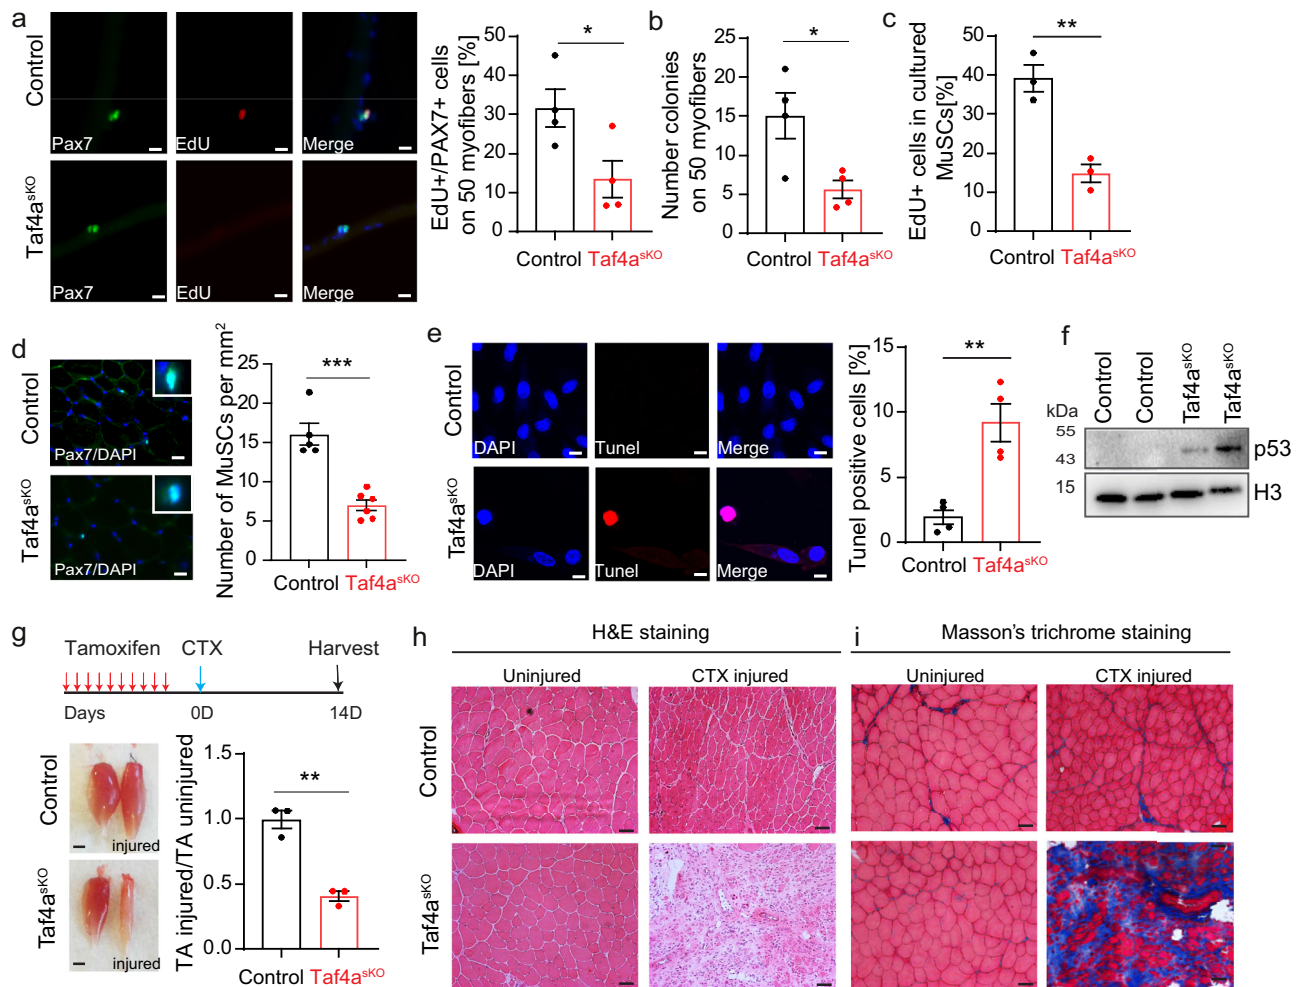 a
Control
Taf4a^sKO
Pax7
EdU
Merge
Pax7
EdU
Merge
EdU+/PAX7+ cells
on 50 myofibers [%]
50
40
30
20
10
0
*
Control Taf4a^sKO
b
Number colonies
on 50 myofibers
25
20
15
10
5
0
*
Control Taf4a^sKO
c
EdU+ cells in cultured
MuSCs[%]
50
40
30
20
10
0
**
Control Taf4a^sKO
d
Control
Taf4a^sKO
Pax7/DAPI
Pax7/DAPI
Number of MuSCs per mm²
25
20
15
10
5
0
***
Control Taf4a^sKO
e
Control
Taf4a^sKO
DAPI
Tunel
Merge
DAPI
Tunel
Merge
Tunel positive cells [%]
15
10
5
0
**
Control Taf4a^sKO
f
Control
Control
Taf4a^sKO
Taf4a^sKO
kDa
55
43
15
p53
H3
g
Tamoxifen
CTX
Harvest
Days
0D
14D
Control
Taf4a^sKO
injured
injured
TA injured/TA uninjured
1.5
1.0
0.5
0.0
**
Control Taf4a^sKO
h
H&E staining
Uninjured
CTX injured
Control
Taf4a^sKO
i
Masson's trichrome staining
Uninjured
CTX injured